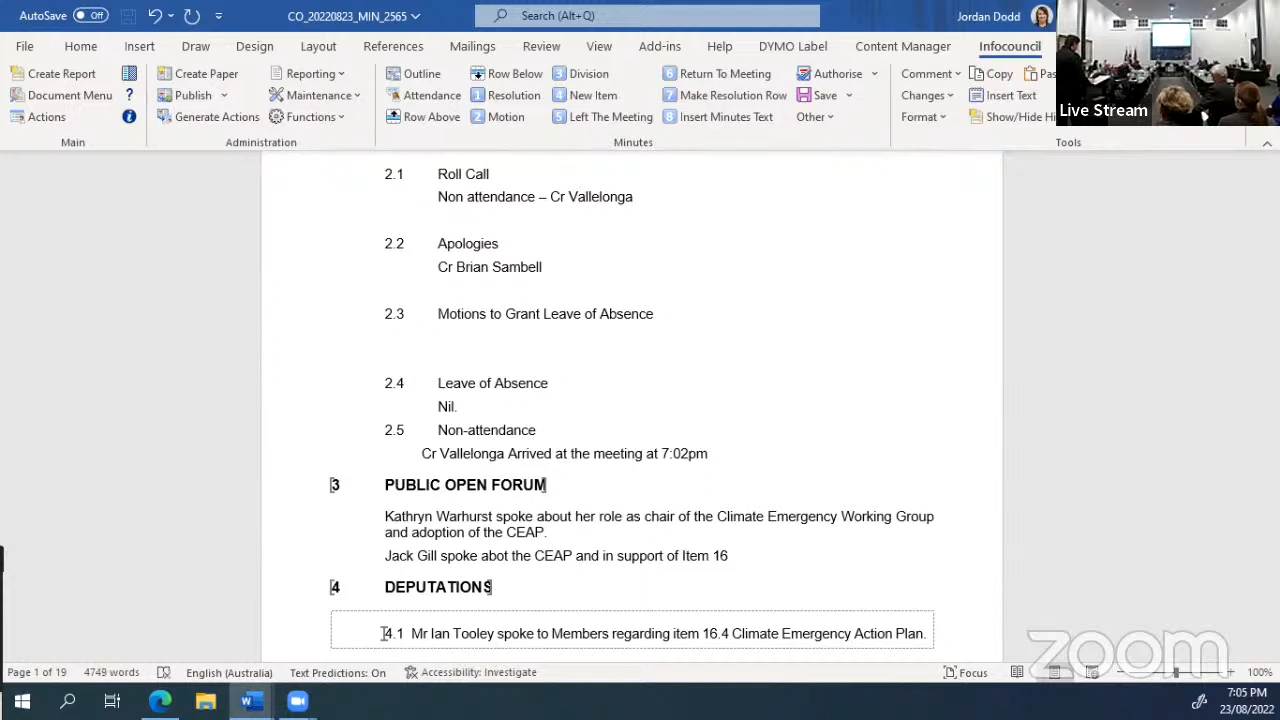 AutoSave Off CO_20220823_MIN_2565 Search (Alt+Q) Jordan Dodd
File Home Insert Draw Design Layout References Mailings Review View Add-ins Help DYMO Label Content Manager Infocouncil
Create Report Create Paper Reporting Outline Row Below 3 Division 6 Return To Meeting Authorise Comment Copy
Document Menu ? Publish Maintenance Attendance 1 Resolution 4 New Item 7 Make Resolution Row Save Changes Insert Text
Actions Generate Actions Functions Row Above 2 Motion 5 Left The Meeting 8 Insert Minutes Text Other Format Show/Hide
Main Administration Minutes Tools
Live Stream
2.1 Roll Call
Non attendance – Cr Vallelonga
2.2 Apologies
Cr Brian Sambell
2.3 Motions to Grant Leave of Absence
2.4 Leave of Absence
Nil.
2.5 Non-attendance
Cr Vallelonga Arrived at the meeting at 7:02pm
3 PUBLIC OPEN FORUM
Kathryn Warhurst spoke about her role as chair of the Climate Emergency Working Group
and adoption of the CEAP.
Jack Gill spoke abot the CEAP and in support of Item 16
4 DEPUTATIONS
4.1 Mr Ian Tooley spoke to Members regarding item 16.4 Climate Emergency Action Plan.
zoom
Page 1 of 19 4749 words English (Australia) Text Predictions: On Accessibility: Investigate Focus 100%
7:05 PM
23/08/2022